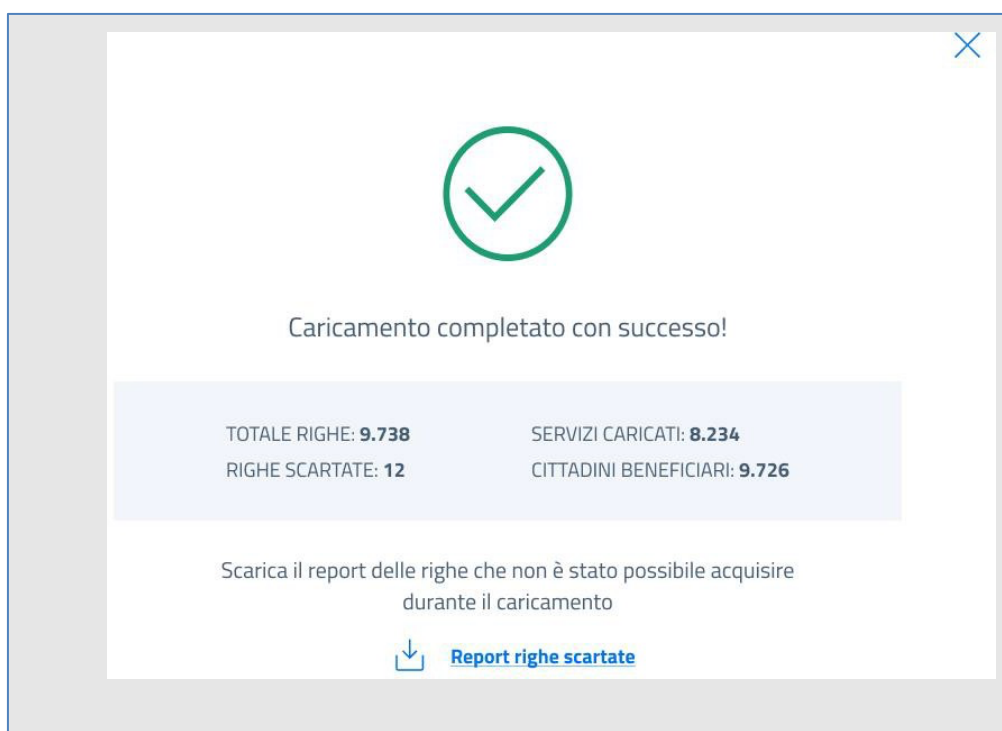 Caricamento completato con successo!
TOTALE RIGHE: 9.738
SERVIZI CARICATI: 8.234
RIGHE SCARTATE: 12
CITTADINI BENEFICIARI: 9.726
Scarica il report delle righe che non è stato possibile acquisire
durante il caricamento
Report righe scartate